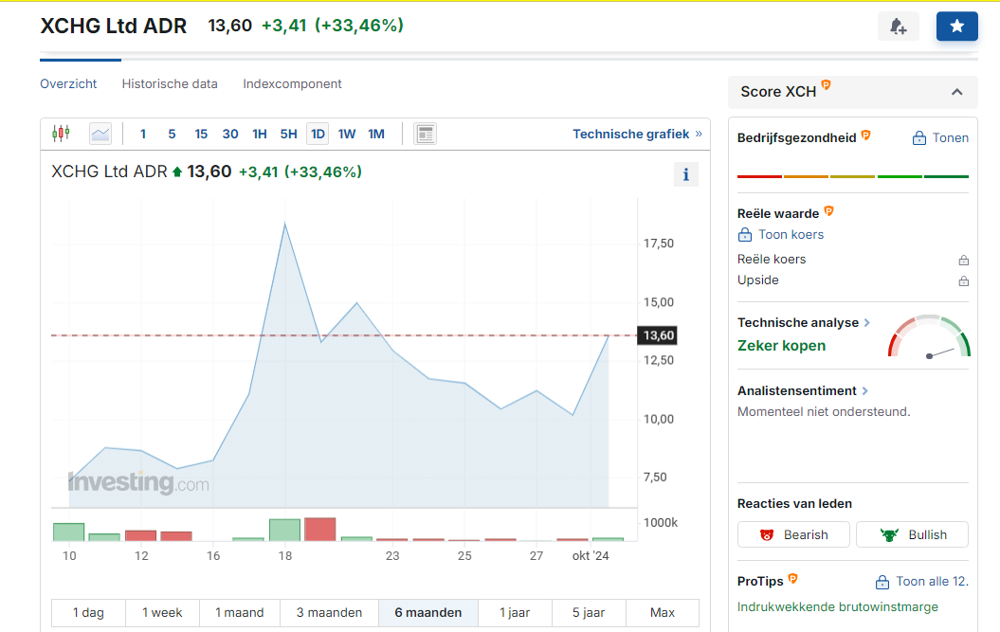 XCHG Ltd ADR 13,60 +3,41 (+33,46%)
Overzicht Historische data Indexcomponent
1 5 15 30 1H 5H 1D 1W 1M Technische grafiek »
XCHG Ltd ADR 13,60 +3,41 (+33,46%)
17,50
15,00
13,60
12,50
10,00
7,50
Investing.com
1000k
10 12 16 18 23 25 27 okt '24
1 dag 1 week 1 maand 3 maanden 6 maanden 1 jaar 5 jaar Max
Score XCH
Bedrijfsgezondheid Tonen
Reële waarde
Toon koers
Reële koers
Upside
Technische analyse
Zeker kopen
Analistensentiment
Momenteel niet ondersteund.
Reacties van leden
Bearish Bullish
ProTips Toon alle 12.
Indrukwekkende brutowinstmarge